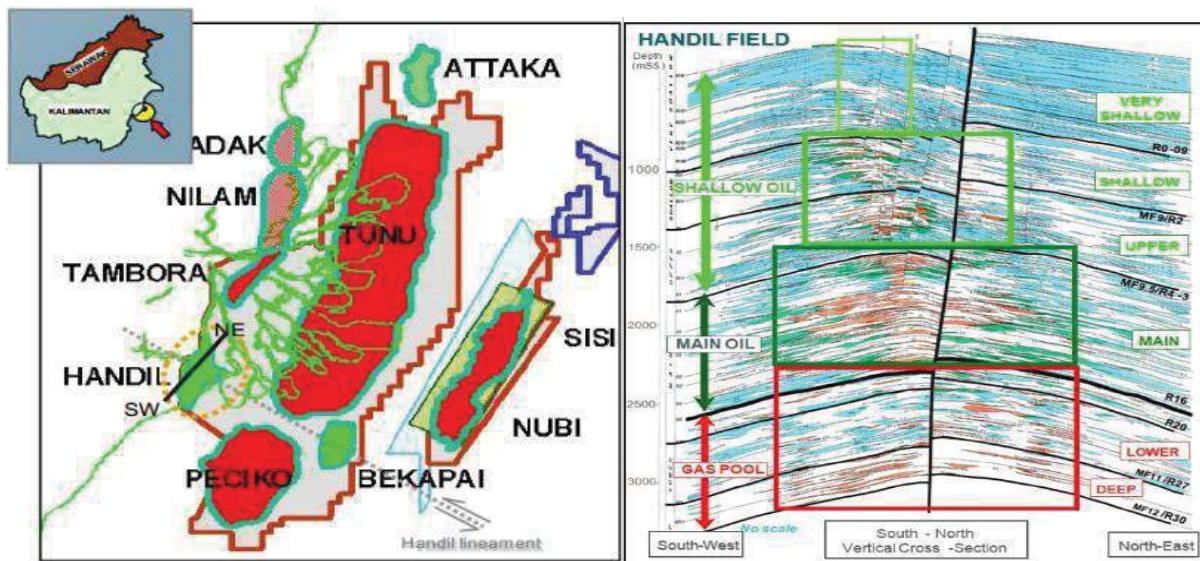 SERAWAK
KALIMANTAN
ATTAKA
ADAK
NILAM
TUNU
TAMBORA
NE
HANDIL
SW
SISI
NUBI
PECIKO
BEKAPAI
Handil lineament
HANDIL FIELD
Depth
(mSS)
VERY
SHALLOW
R0-09
1000
SHALLOW OIL
SHALLOW
MF9/R2
1500
UPPER
MF9.5/R4-3
2000
MAIN OIL
MAIN
R16
2500
R20
GAS POOL
LOWER
MF11/R27
3000
DEEP
MF12/R30
No scale
South-West
South - North
Vertical Cross -Section
North-East